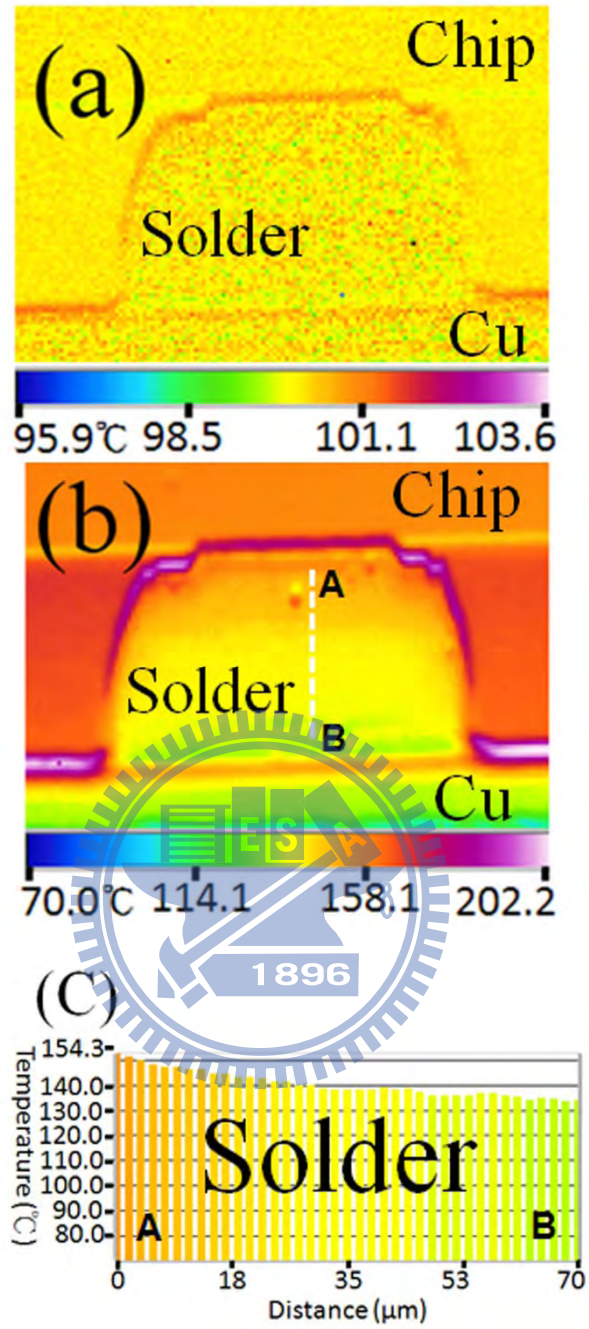 (a)
Chip
Solder
Cu
95.9℃ 98.5 101.1 103.6
(b)
Chip
A
Solder
B
Cu
E S A
70.0℃ 114.1 158.1 202.2
1896
(C)
Temperature (℃)
154.3
140.0
130.0
120.0
110.0
100.0
90.0
80.0
Solder
A B
0 18 35 53 70
Distance (μm)